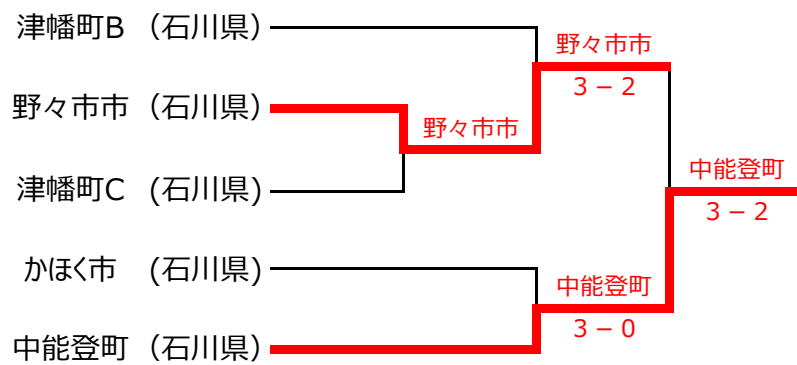 津幡町B （石川県）
野々市市
3－2
野々市市 （石川県）
野々市市
津幡町C （石川県）
中能登町
3－2
かほく市 （石川県）
中能登町
3－0
中能登町 （石川県）